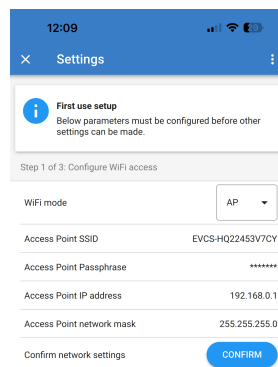 12:09
20
Settings
First use setup
Below parameters must be configured before other
settings can be made.
Step 1 of 3: Configure WiFi access
WiFi mode
AP
Access Point SSID
EVCS-HQ22453V7CY
Access Point Passphrase
*******
Access Point IP address
192.168.0.1
Access Point network mask
255.255.255.0
Confirm network settings
CONFIRM